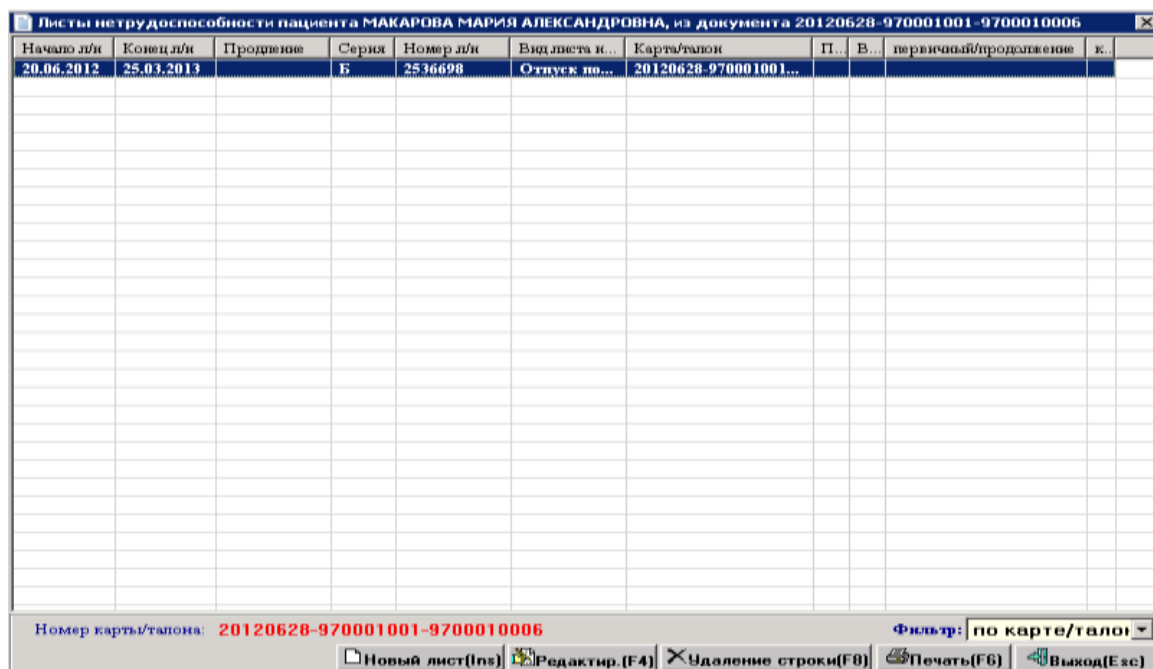 Листы нетрудоспособности пациента МАКАРОВА МАРИЯ АЛЕКСАНДРОВНА, из документа 20120628-970001001-9700010006
Начало л/н Конец л/н Продление Серия Номер л/н Вид листа н... Карта/талон П... В... первичный/продолжение к...
20.06.2012 25.03.2013 Б 2536698 Отпуск по... 20120628-970001001...
Номер карты/талона: 20120628-970001001-9700010006 Фильтр: по карте/талон
Новый лист(Ins) Редактир.(F4) Удаление строки(F8) Печать(F6) Выход(Esc)